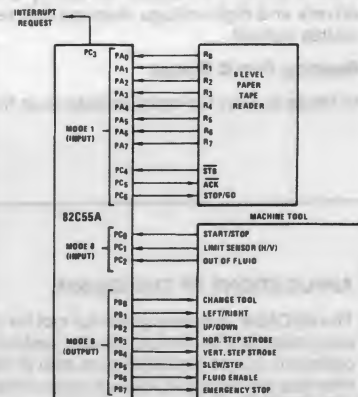 INTERRUPT
REQUEST
PC3
MODE 1
(INPUT)
PA0
PA1
PA2
PA3
PA4
PA5
PA6
PA7
PC4
PC5
PC6
R0
R1
R2
R3
R4
R5
R6
R7
STB
ACK
STOP/GO
8 LEVEL
PAPER
TAPE
READER
82C55A
MACHINE TOOL
MODE 0
(INPUT)
PC0
PC1
PC2
START/STOP
LIMIT SENSOR (H/V)
OUT OF FLUID
MODE 0
(OUTPUT)
PB0
PB1
PB2
PB3
PB4
PB5
PB6
PB7
CHANGE TOOL
LEFT/RIGHT
UP/DOWN
HOR. STEP STROBE
VERT. STEP STROBE
SLEW/STEP
FLUID ENABLE
EMERGENCY STOP